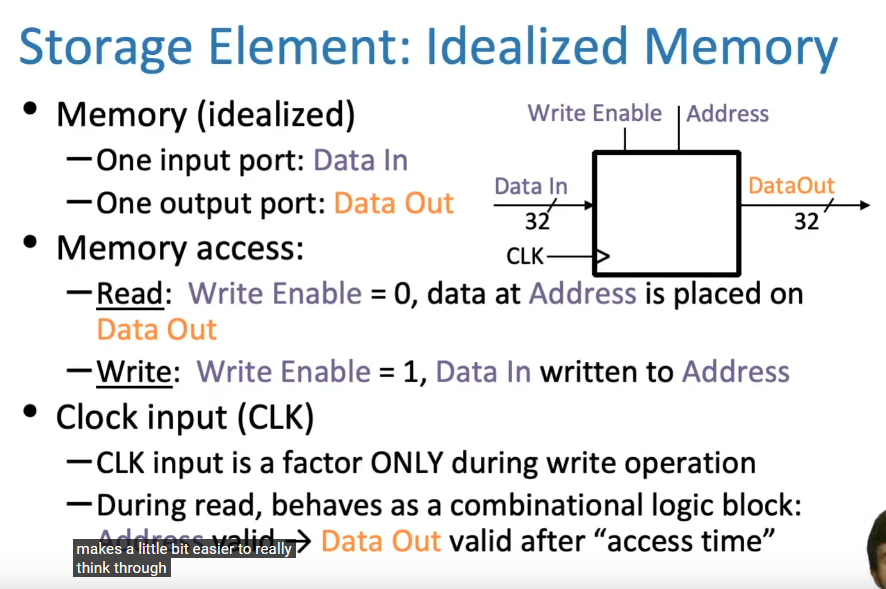 Storage Element: Idealized Memory
• Memory (idealized)
—One input port: Data In
—One output port: Data Out
• Memory access:
—Read: Write Enable = 0, data at Address is placed on
Data Out
—Write: Write Enable = 1, Data In written to Address
• Clock input (CLK)
—CLK input is a factor ONLY during write operation
—During read, behaves as a combinational logic block:
Address valid → Data Out valid after “access time”
makes a little bit easier to really
think through
Write Enable Address
Data In
32
CLK
DataOut
32